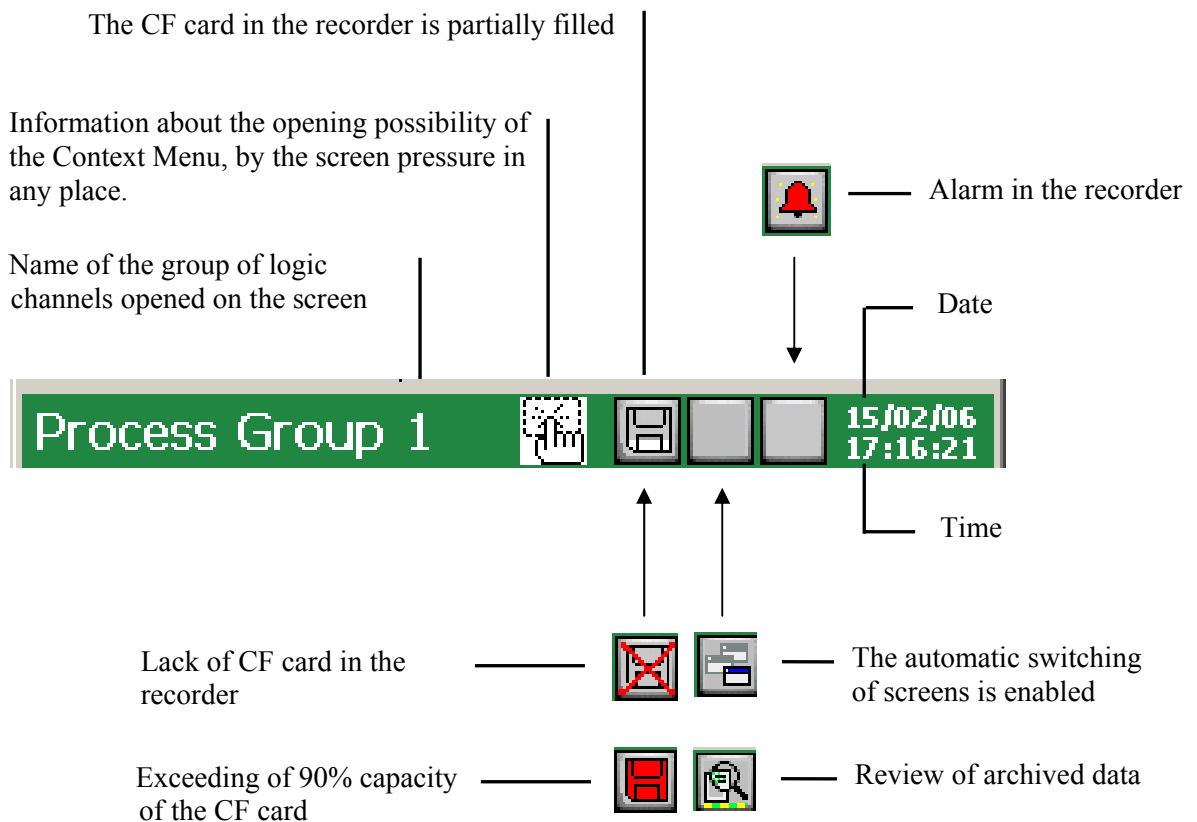 The CF card in the recorder is partially filled
Information about the opening possibility of
the Context Menu, by the screen pressure in
any place.
Alarm in the recorder
Name of the group of logic
channels opened on the screen
Date
Process Group 1
15/02/06
17:16:21
Time
Lack of CF card in the
recorder
The automatic switching
of screens is enabled
Exceeding of 90% capacity
of the CF card
Review of archived data